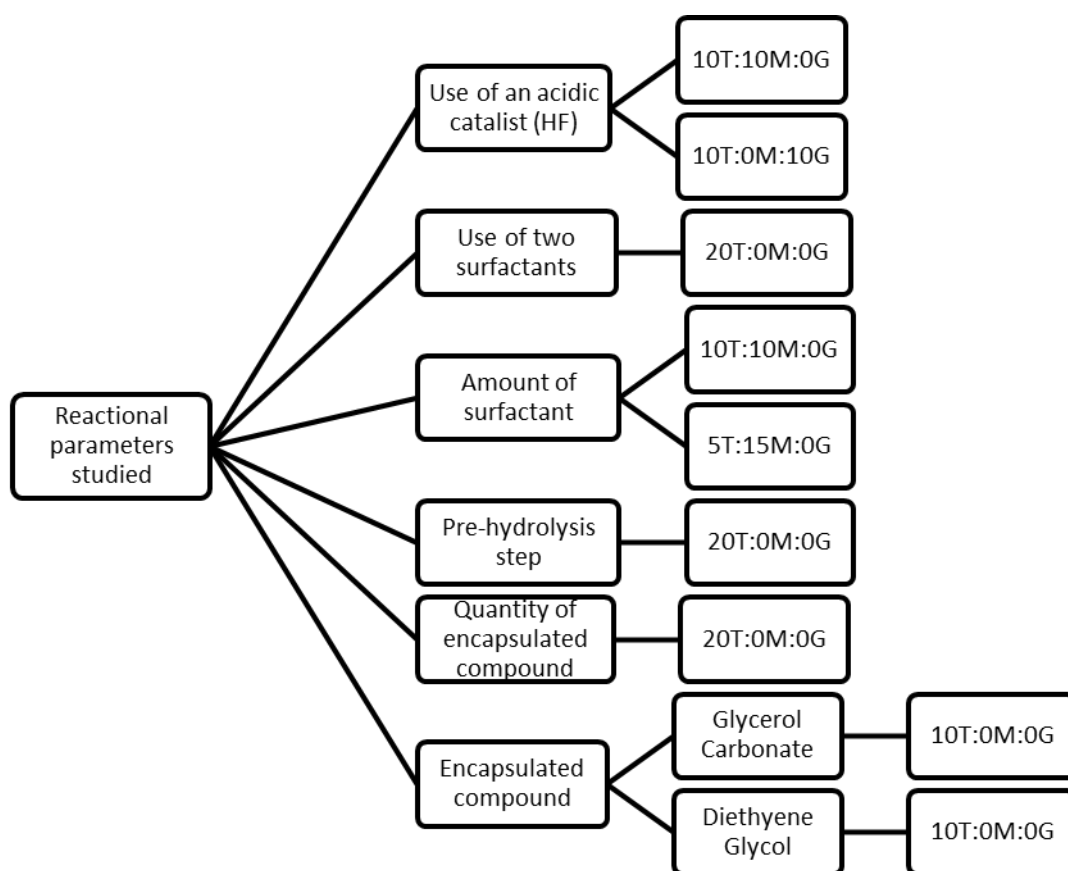 Reactional
parameters
studied
Use of an acidic
catalist (HF)
10T:10M:0G
10T:0M:10G
Use of two
surfactants
20T:0M:0G
Amount of
surfactant
10T:10M:0G
5T:15M:0G
Pre-hydrolysis
step
20T:0M:0G
Quantity of
encapsulated
compound
20T:0M:0G
Encapsulated
compound
Glycerol
Carbonate
10T:0M:0G
Diethyene
Glycol
10T:0M:0G